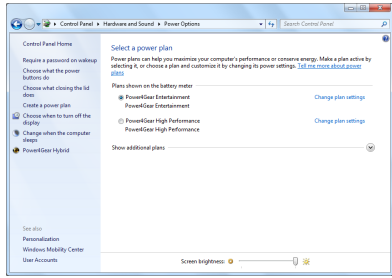 Control Panel ▸ Hardware and Sound ▸ Power Options
Search Control Panel
Control Panel Home
Require a password on wakeup
Choose what the power
buttons do
Choose what closing the lid
does
Create a power plan
Choose when to turn off the
display
Change when the computer
sleeps
Power4Gear Hybrid
See also
Personalization
Windows Mobility Center
User Accounts
Select a power plan
Power plans can help you maximize your computer's performance or conserve energy. Make a plan active by
selecting it, or choose a plan and customize it by changing its power settings. Tell me more about power
plans
Plans shown on the battery meter
Power4Gear Entertainment Change plan settings
Power4Gear Entertainment
Power4Gear High Performance Change plan settings
Power4Gear High Performance
Show additional plans
Screen brightness: